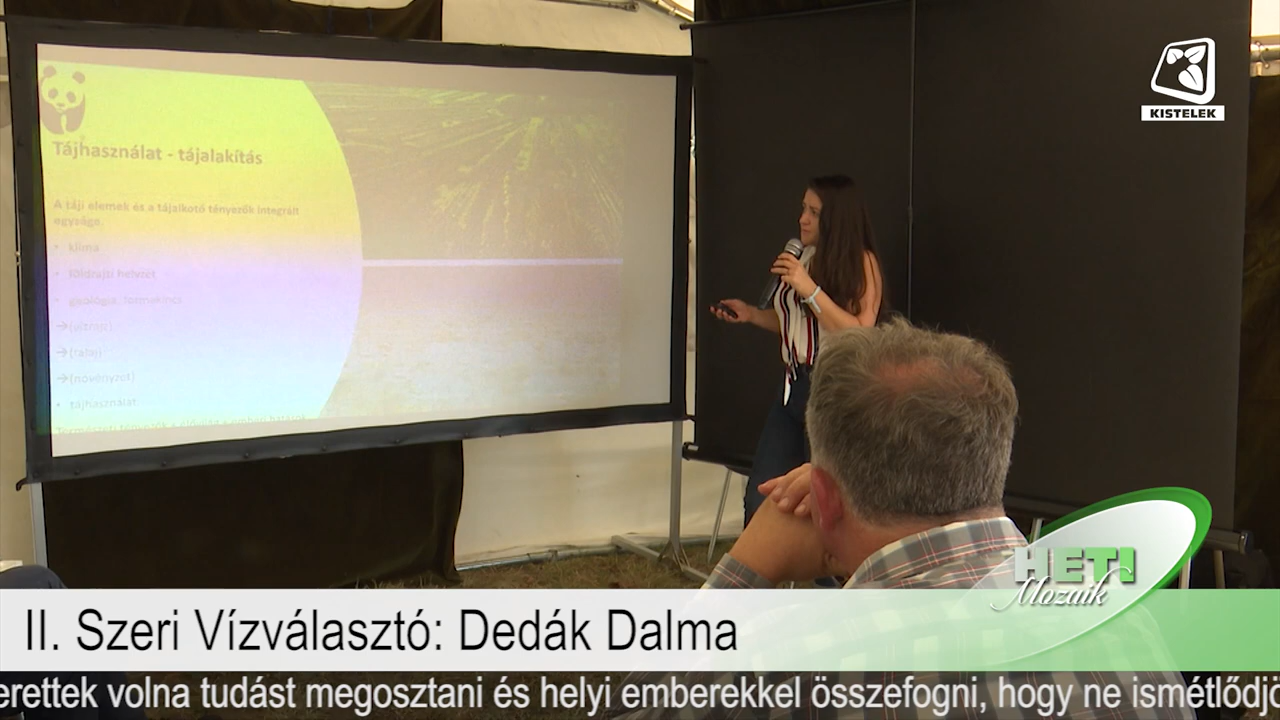 KISTELEK
Tájhasználat - tájalakítás
A táji elemek és a tájalkotó tényezők integrált
egysége.
• klíma
• földrajzi helyzet
• geológia, formakincs
→(vízrajz)
→(talaj)
→(növényzet)
• tájhasználat
HETI
Mozaik
II. Szeri Vízválasztó: Dedák Dalma
erettek volna tudást megosztani és helyi emberekkel összefogni, hogy ne ismétlődjö